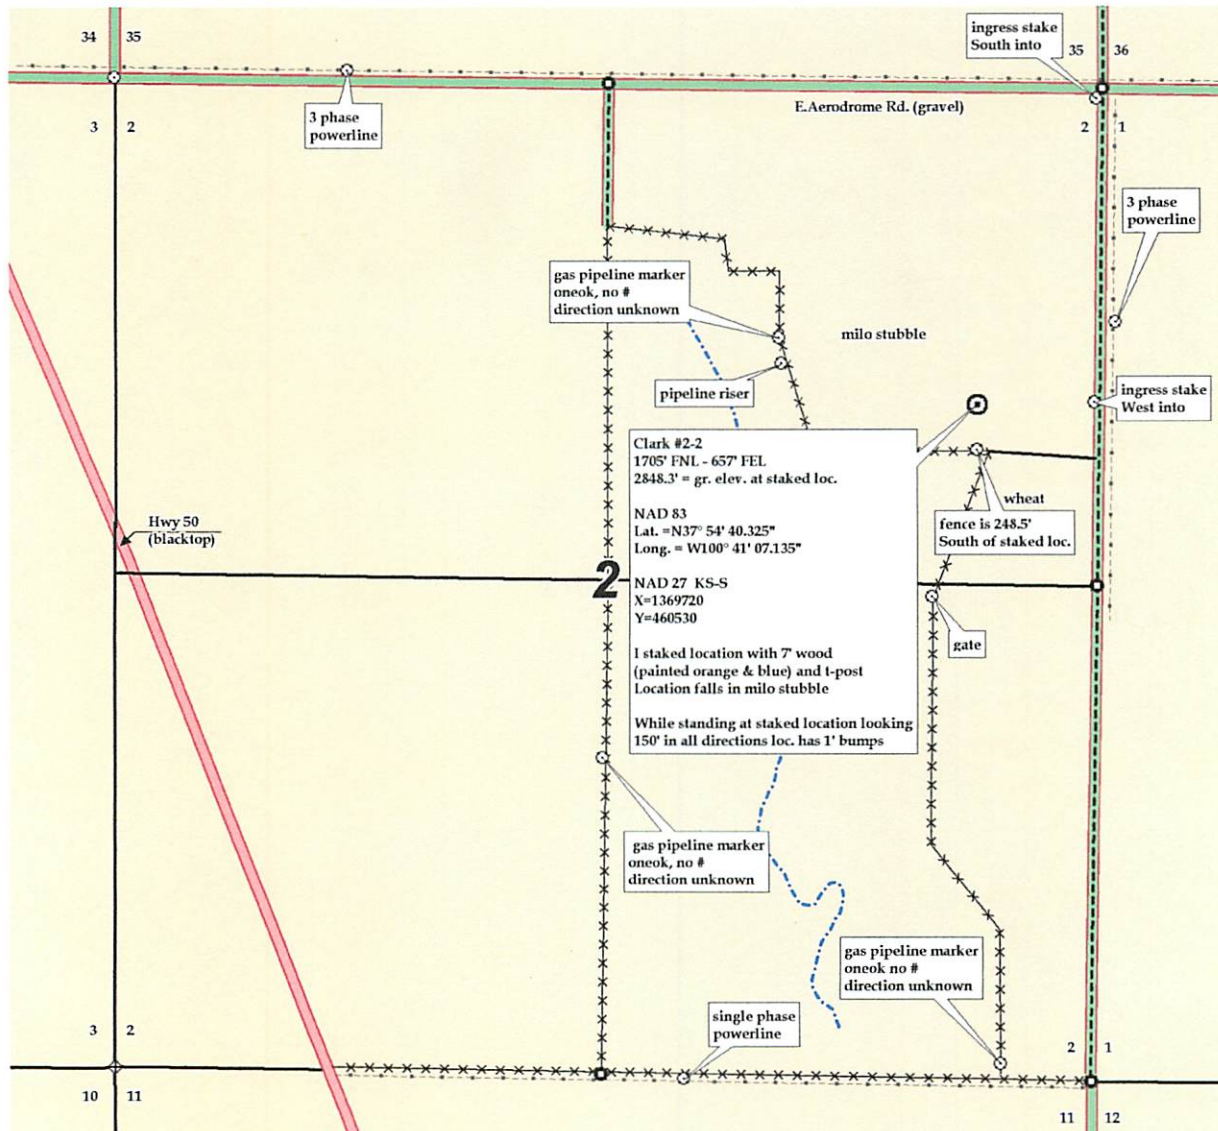 34 35
ingress stake
South into
35 36
3 phase
powerline
E.Aerodrome Rd. (gravel)
3 2
2 1
3 phase
powerline
gas pipeline marker
oneok, no #
direction unknown
milo stubble
pipeline riser
ingress stake
West into
Clark #2-2
1705' FNL - 657' FEL
2848.3' = gr. elev. at staked loc.
NAD 83
Lat. =N37° 54' 40.325"
Long. = W100° 41' 07.135"
NAD 27 KS-S
X=1369720
Y=460530
I staked location with 7' wood
(painted orange & blue) and t-post
Location falls in milo stubble
While standing at staked location looking
150' in all directions loc. has 1' bumps
wheat
fence is 248.5'
South of staked loc.
Hwy 50
(blacktop)
2
gate
gas pipeline marker
oneok, no #
direction unknown
gas pipeline marker
oneok no #
direction unknown
single phase
powerline
3 2
2 1
10 11
11 12